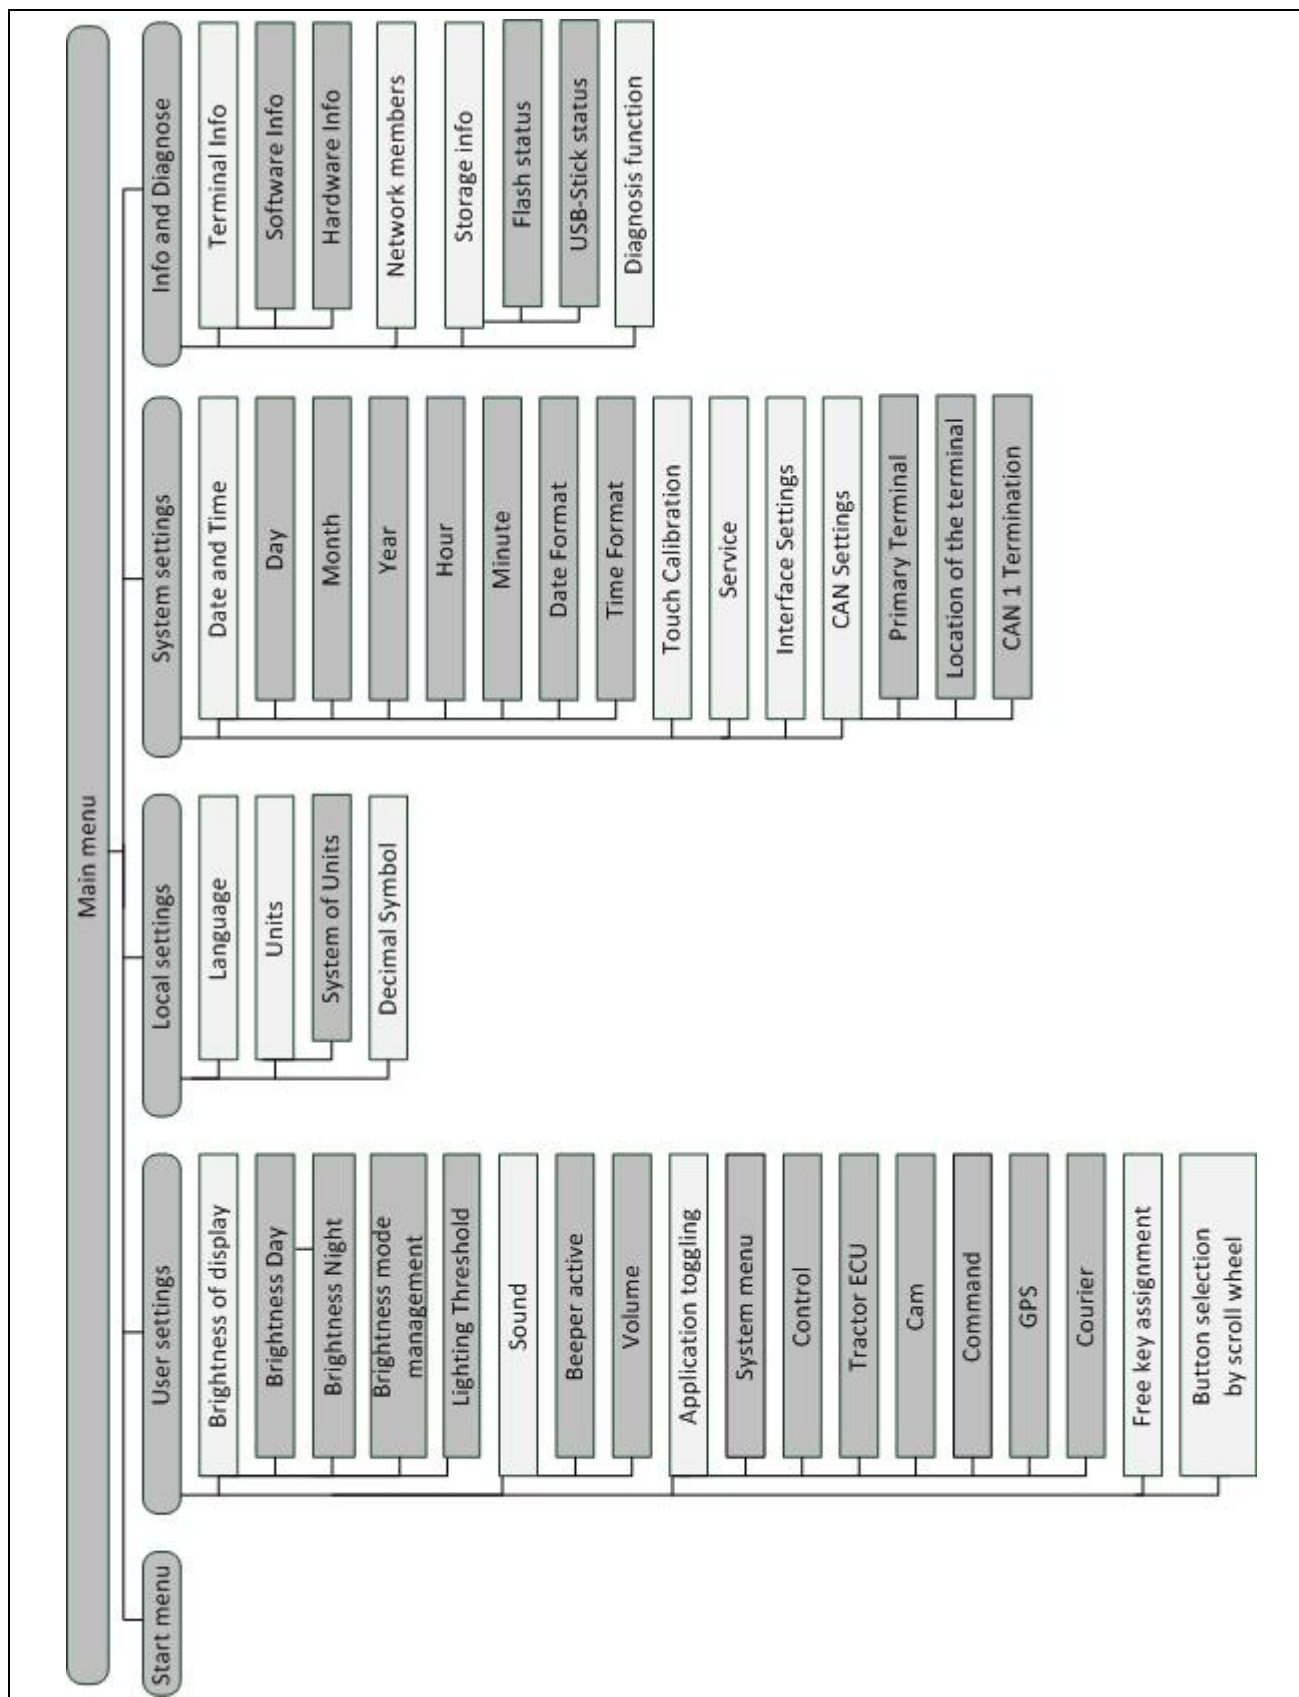 Main menu
Start menu
User settings
Brightness of display
Brightness Day
Brightness Night
Brightness mode
management
Lighting Threshold
Sound
Beeper active
Volume
Application toggling
System menu
Control
Tractor ECU
Cam
Command
GPS
Courier
Free key assignment
Button selection
by scroll wheel
Local settings
Language
Units
System of Units
Decimal Symbol
System settings
Date and Time
Day
Month
Year
Hour
Minute
Date Format
Time Format
Touch Calibration
Service
Interface Settings
CAN Settings
Primary Terminal
Location of the terminal
CAN 1 Termination
Info and Diagnose
Terminal Info
Software Info
Hardware Info
Network members
Storage info
Flash status
USB-Stick status
Diagnosis function